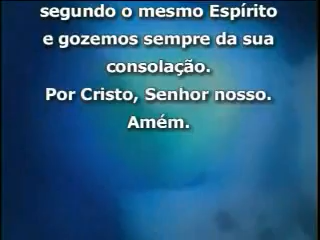 segundo o mesmo Espírito
e gozemos sempre da sua
consolação.
Por Cristo, Senhor nosso.
Amém.